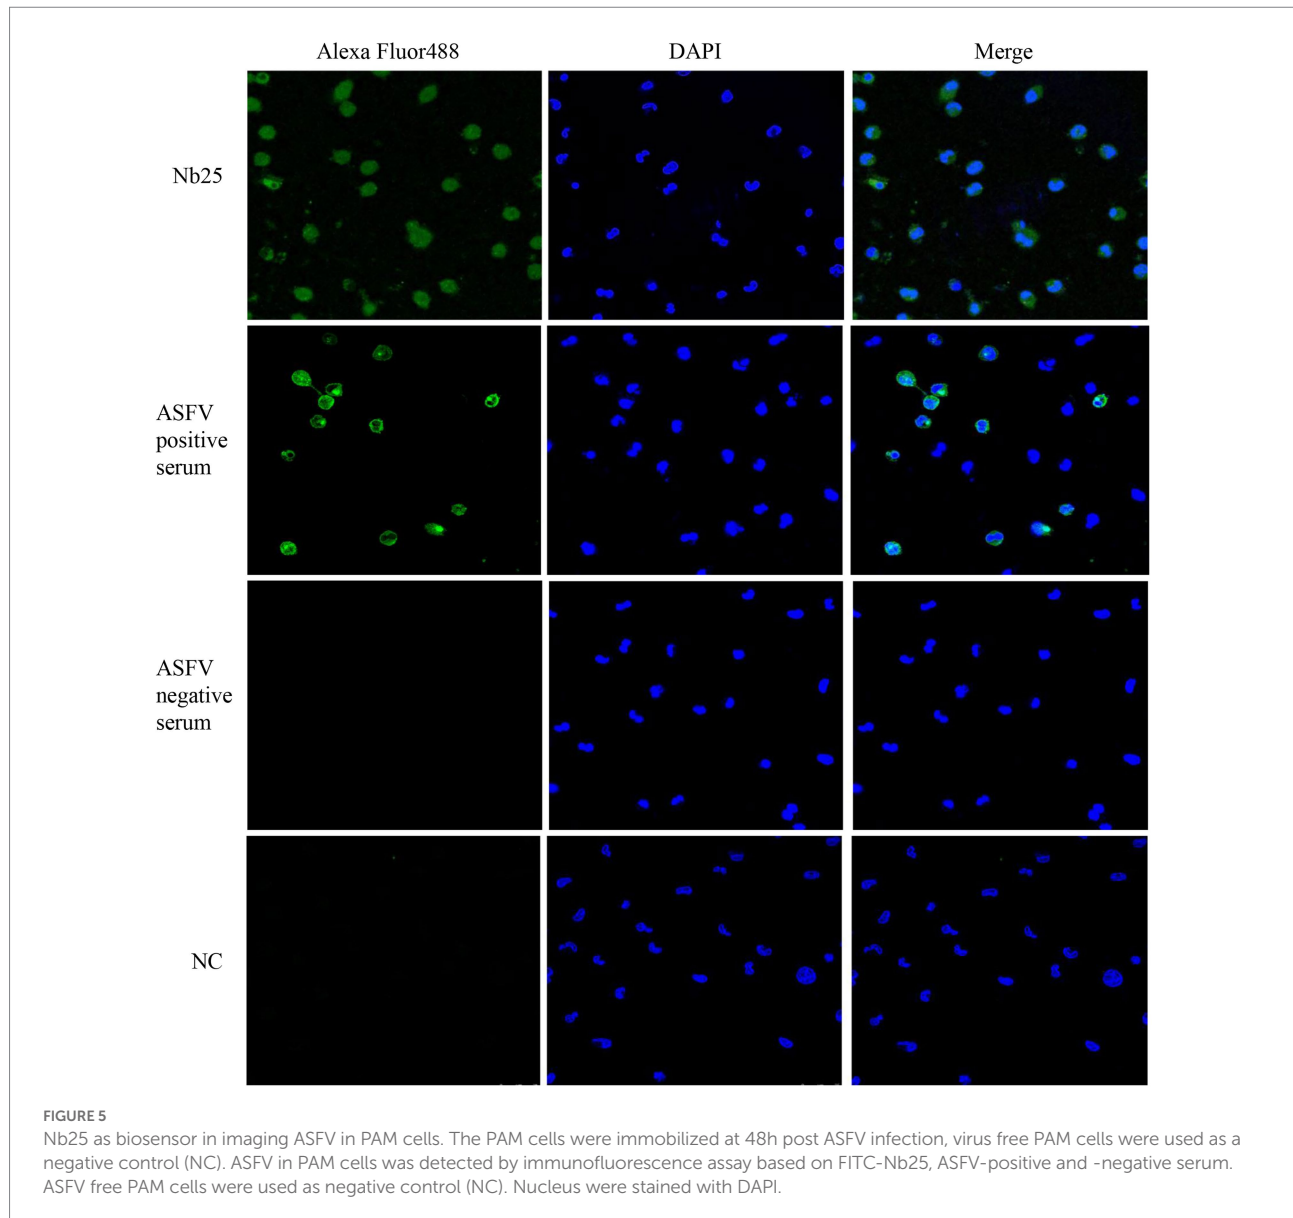 Alexa Fluor488
DAPI
Merge
Nb25
ASFV
positive
serum
ASFV
negative
serum
NC
FIGURE 5
Nb25 as biosensor in imaging ASFV in PAM cells. The PAM cells were immobilized at 48h post ASFV infection, virus free PAM cells were used as a
negative control (NC). ASFV in PAM cells was detected by immunofluorescence assay based on FITC-Nb25, ASFV-positive and -negative serum.
ASFV free PAM cells were used as negative control (NC). Nucleus were stained with DAPI.